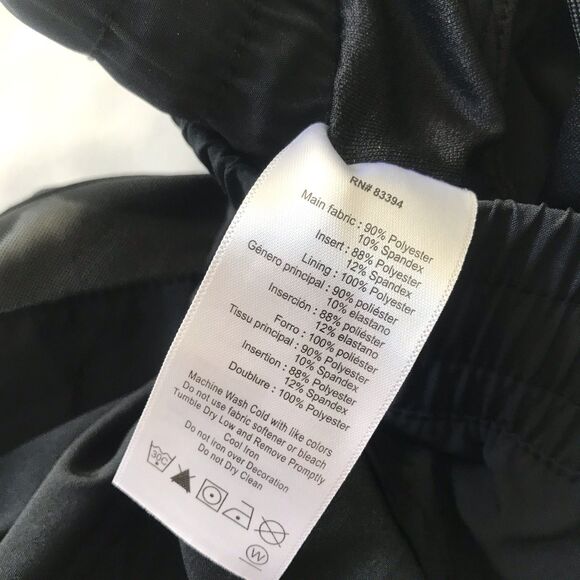 RN# 83394
Main fabric : 90% Polyester
10% Spandex
Insert : 88% Polyester
12% Spandex
Lining : 100% Polyester
Género principal : 90% poliéster
10% elastano
Inserción : 88% poliéster
12% elastano
Forro : 100% poliéster
Tissu principal : 90% Polyester
10% Spandex
Insertion : 88% Polyester
12% Spandex
Doublure : 100% Polyester
Machine Wash Cold with like colors
Do not use fabric softener or bleach
Tumble Dry Low and Remove Promptly
Cool Iron
Do not iron over Decoration
Do not Dry Clean
30C
W